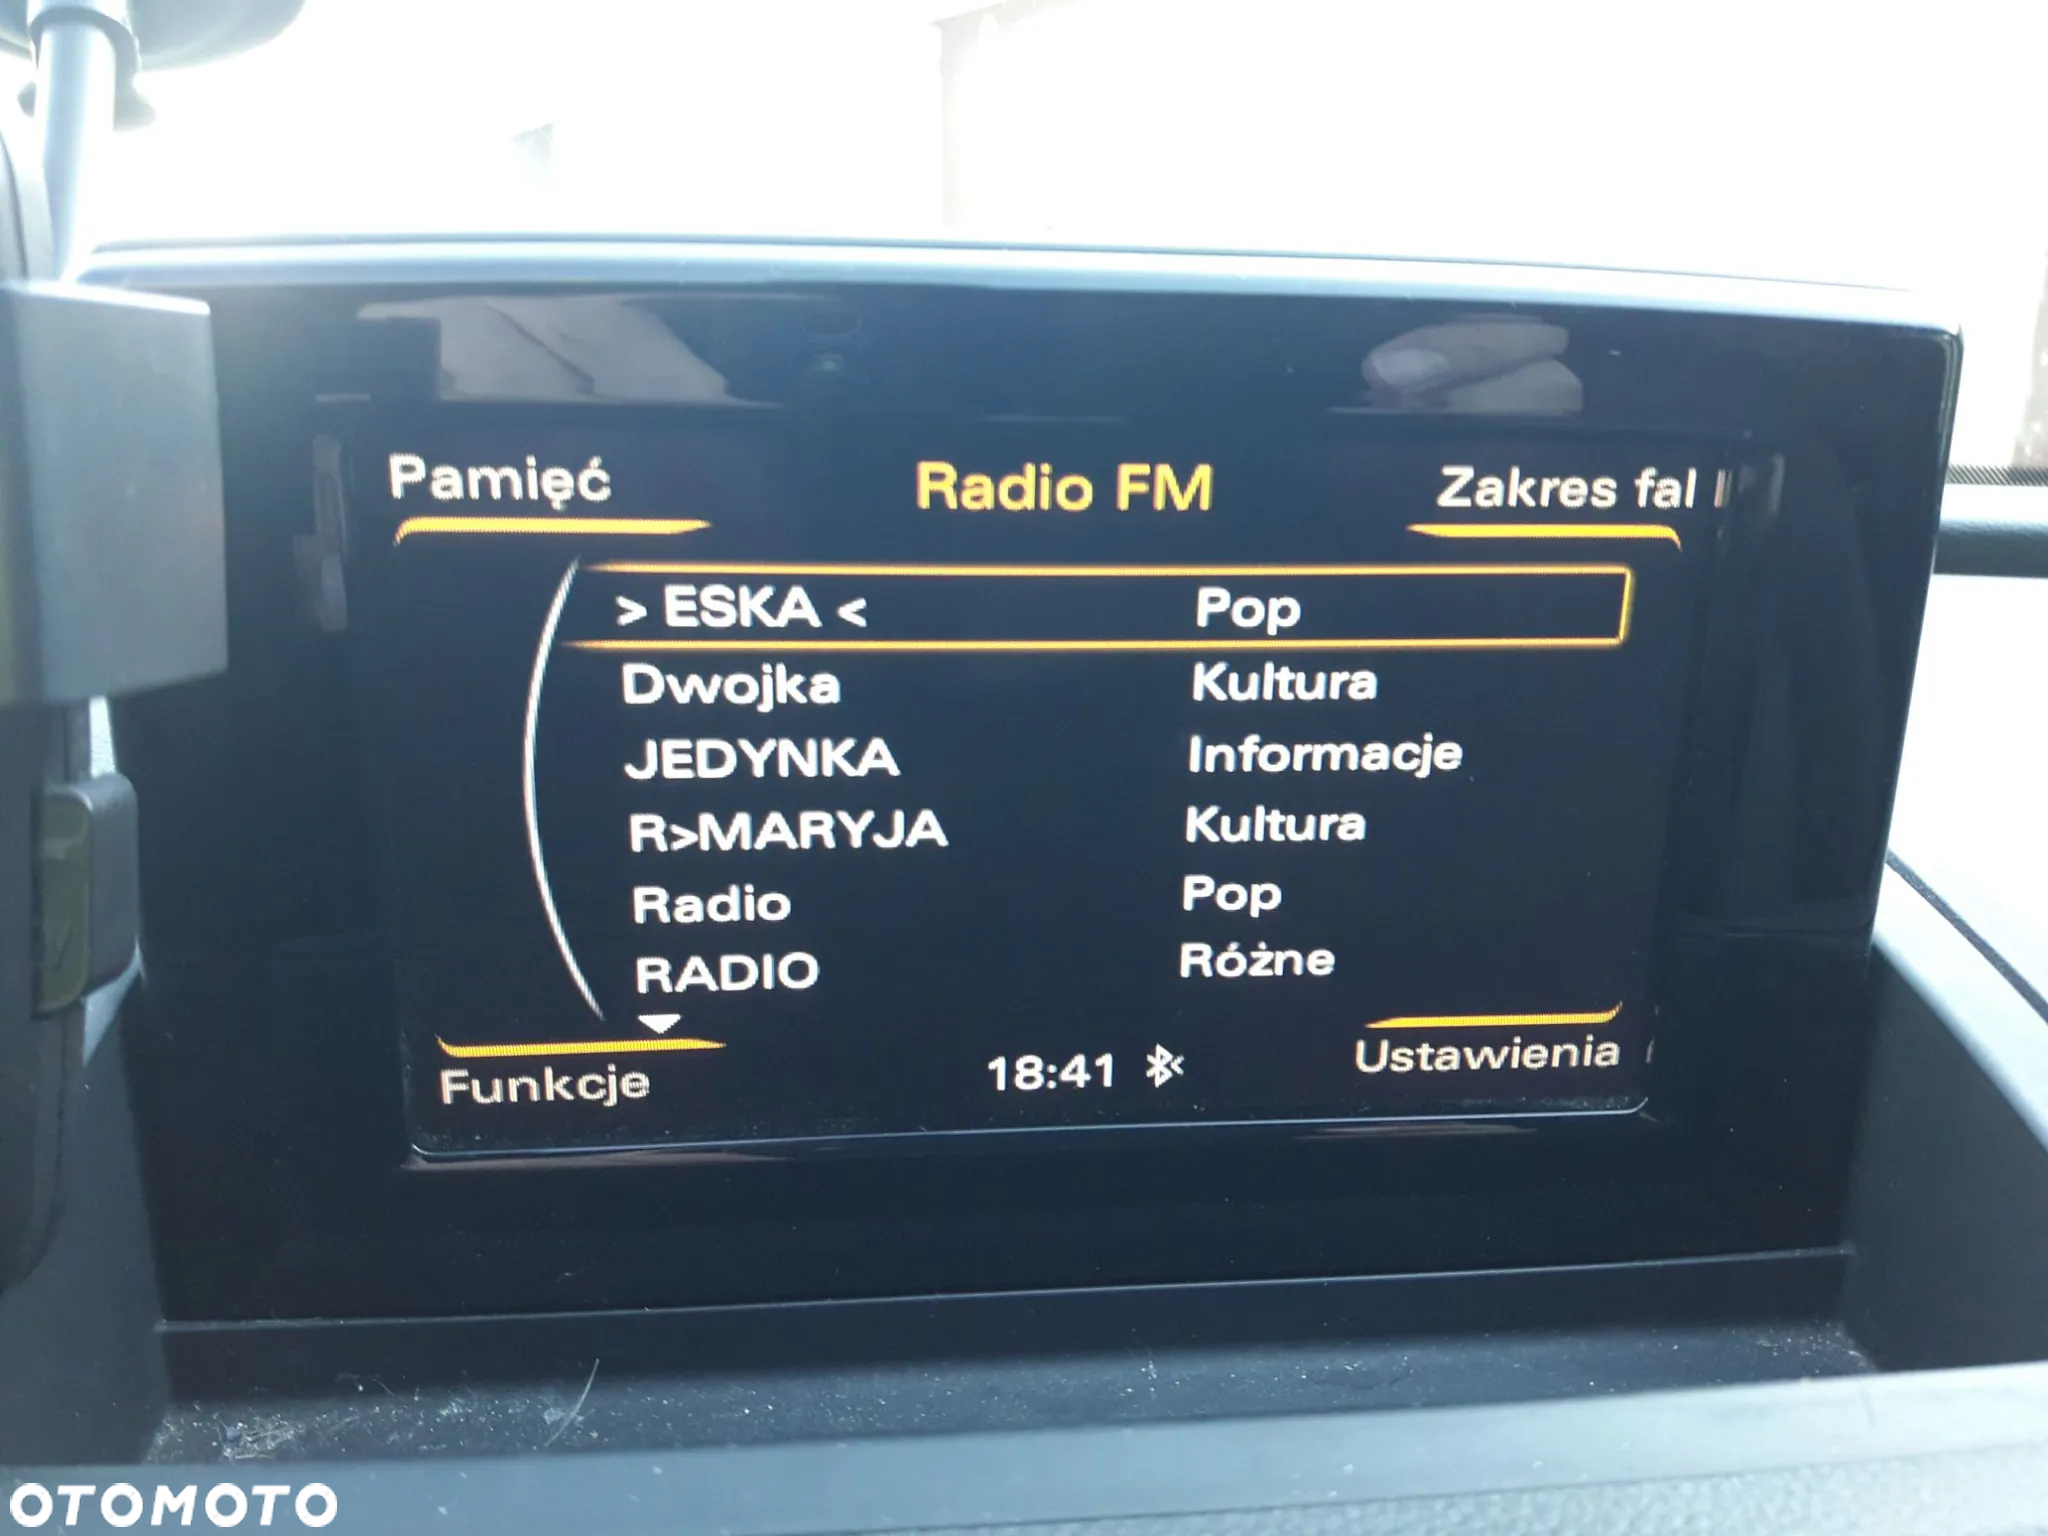 Pamięć Radio FM Zakres fal
> ESKA < Pop
Dwojka Kultura
JEDYNKA Informacje
R>MARYJA Kultura
Radio Pop
RADIO Różne
Funkcje 18:41 Ustawienia
OTOMOTO